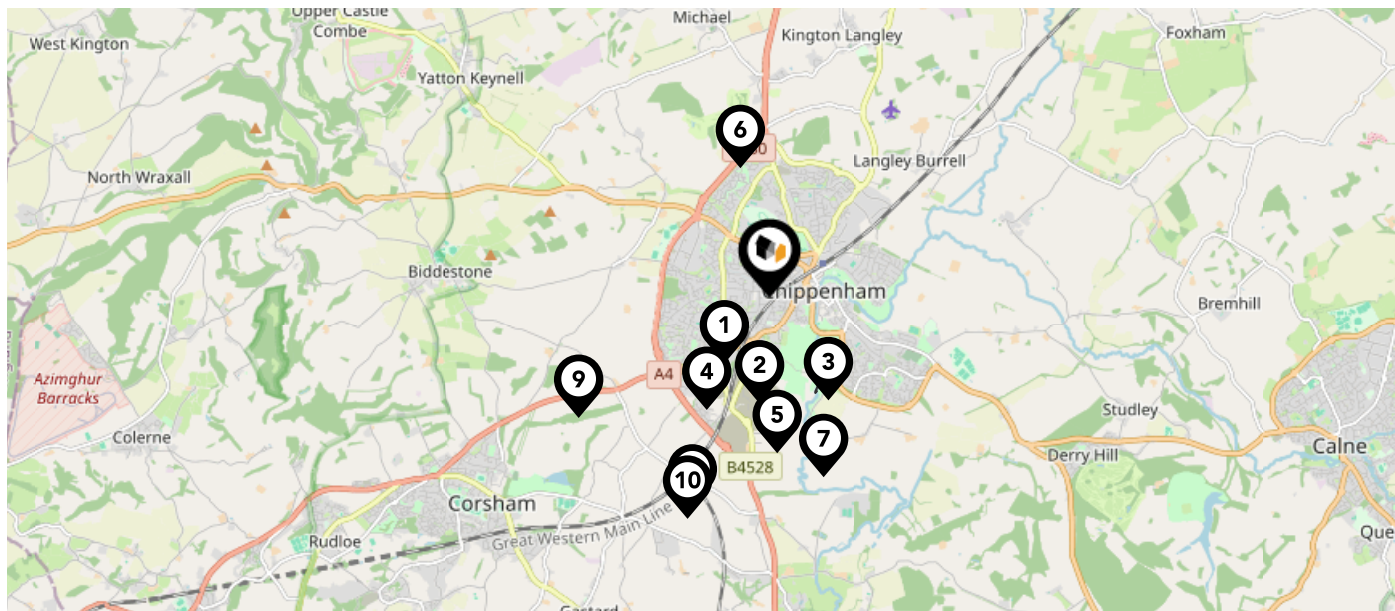 Upper Castle
Combe
Michael
West Kington
Kington Langley
Foxham
Yatton Keynell
6
North Wraxall
Langley Burrell
Biddestone
Chippenham
Bremhill
1
A4
2
3
4
9
Azimghur
Barracks
5
Studley
7
Colerne
Calne
Derry Hill
B4528
10
Corsham
Great Western Main Line
Rudloe
Gastard